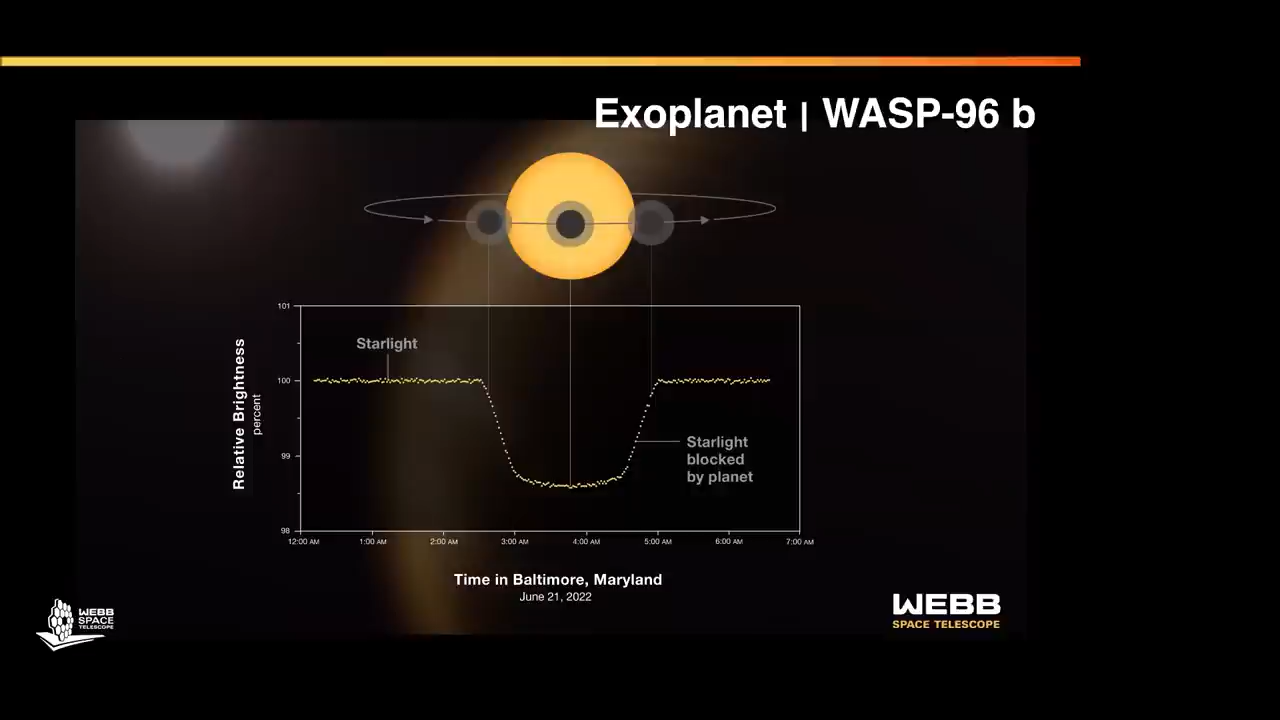 Exoplanet | WASP-96 b
101
Starlight
100
Relative Brightness
percent
99
Starlight
blocked
by planet
98
12:00 AM 1:00 AM 2:00 AM 3:00 AM 4:00 AM 5:00 AM 6:00 AM 7:00 AM
Time in Baltimore, Maryland
June 21, 2022
WEBB
SPACE
TELESCOPE
WEBB
SPACE TELESCOPE